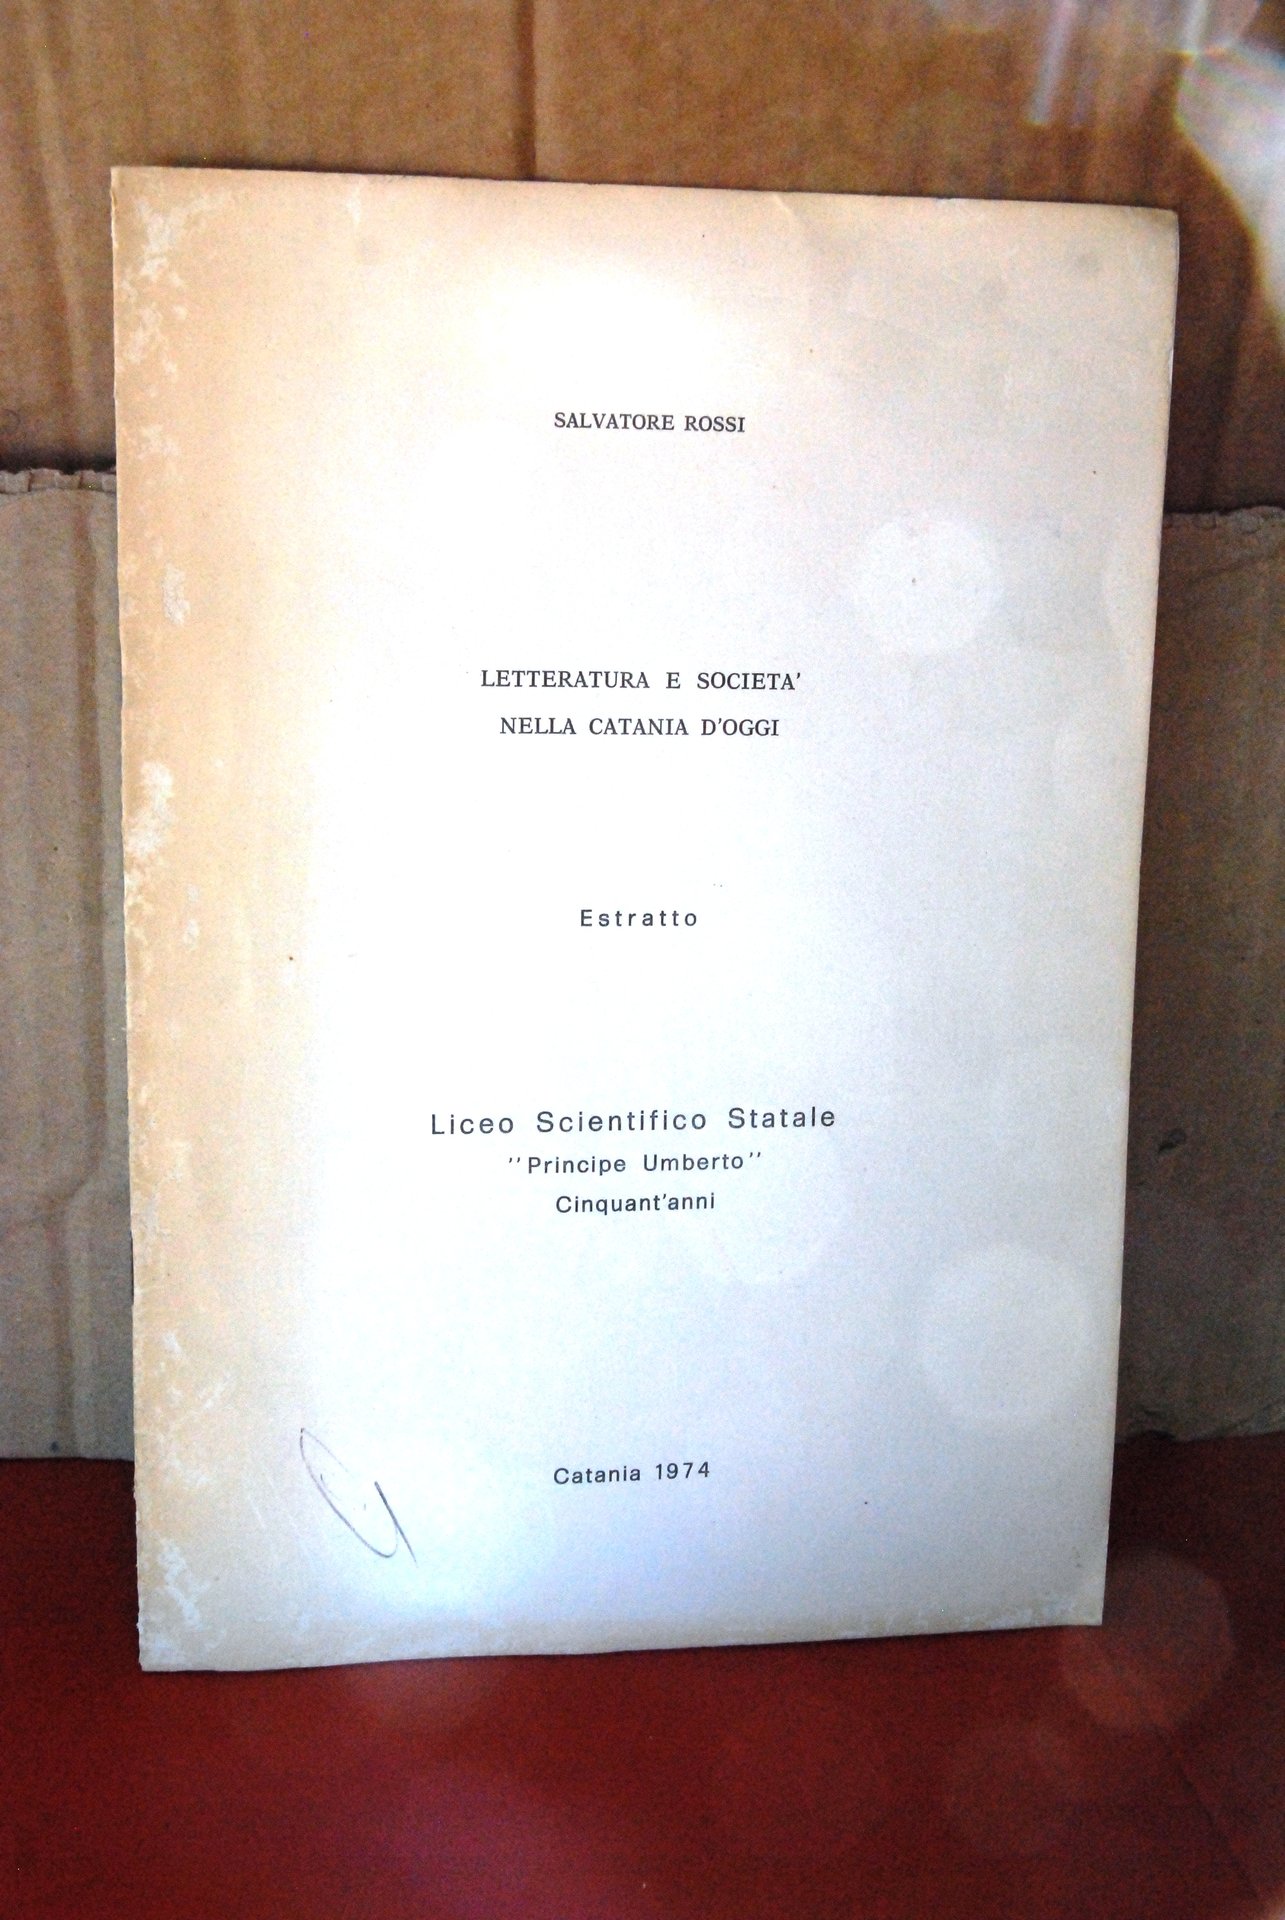 SALVATORE ROSSI
LETTERATURA E SOCIETA'
NELLA CATANIA D'OGGI
Estratto
Liceo Scientifico Statale
"Principe Umberto"
Cinquant'anni
Catania 1974